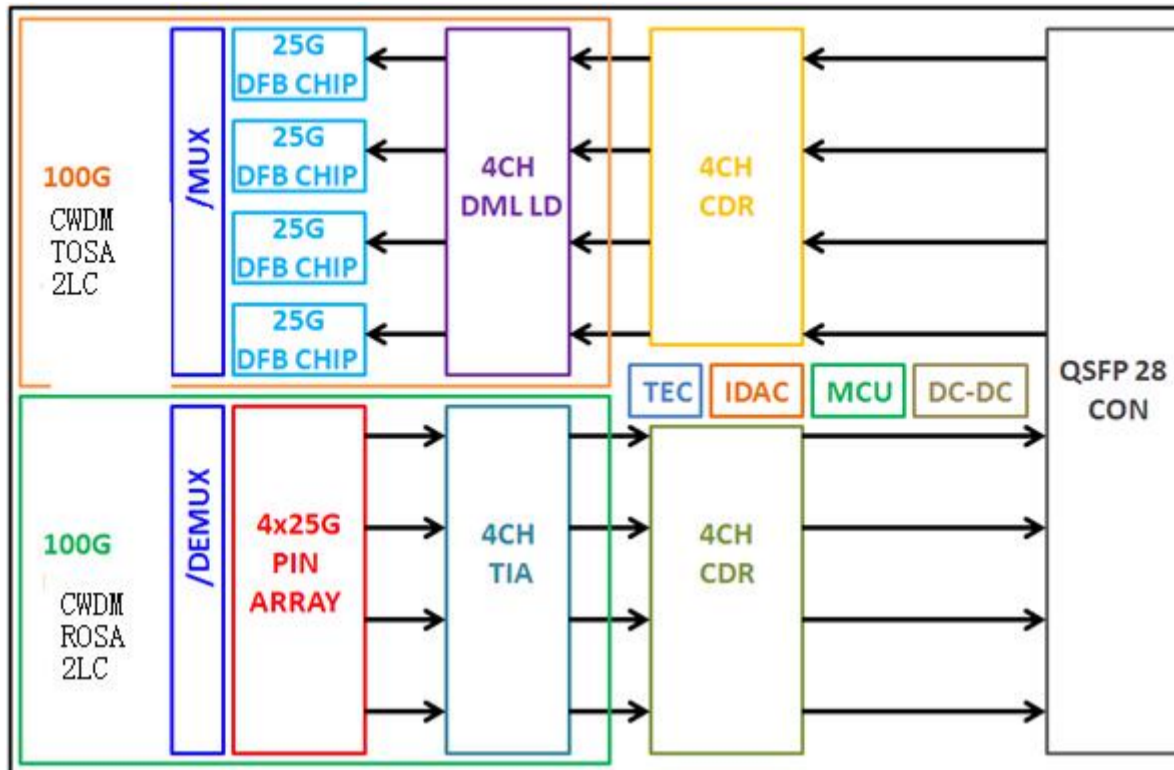 100G
CWDM
TOSA
2LC
/MUX
25G
DFB CHIP
25G
DFB CHIP
25G
DFB CHIP
25G
DFB CHIP
4CH
DML LD
4CH
CDR
QSFP 28
CON
TEC
IDAC
MCU
DC-DC
100G
CWDM
ROSA
2LC
/DEMUX
4x25G
PIN
ARRAY
4CH
TIA
4CH
CDR